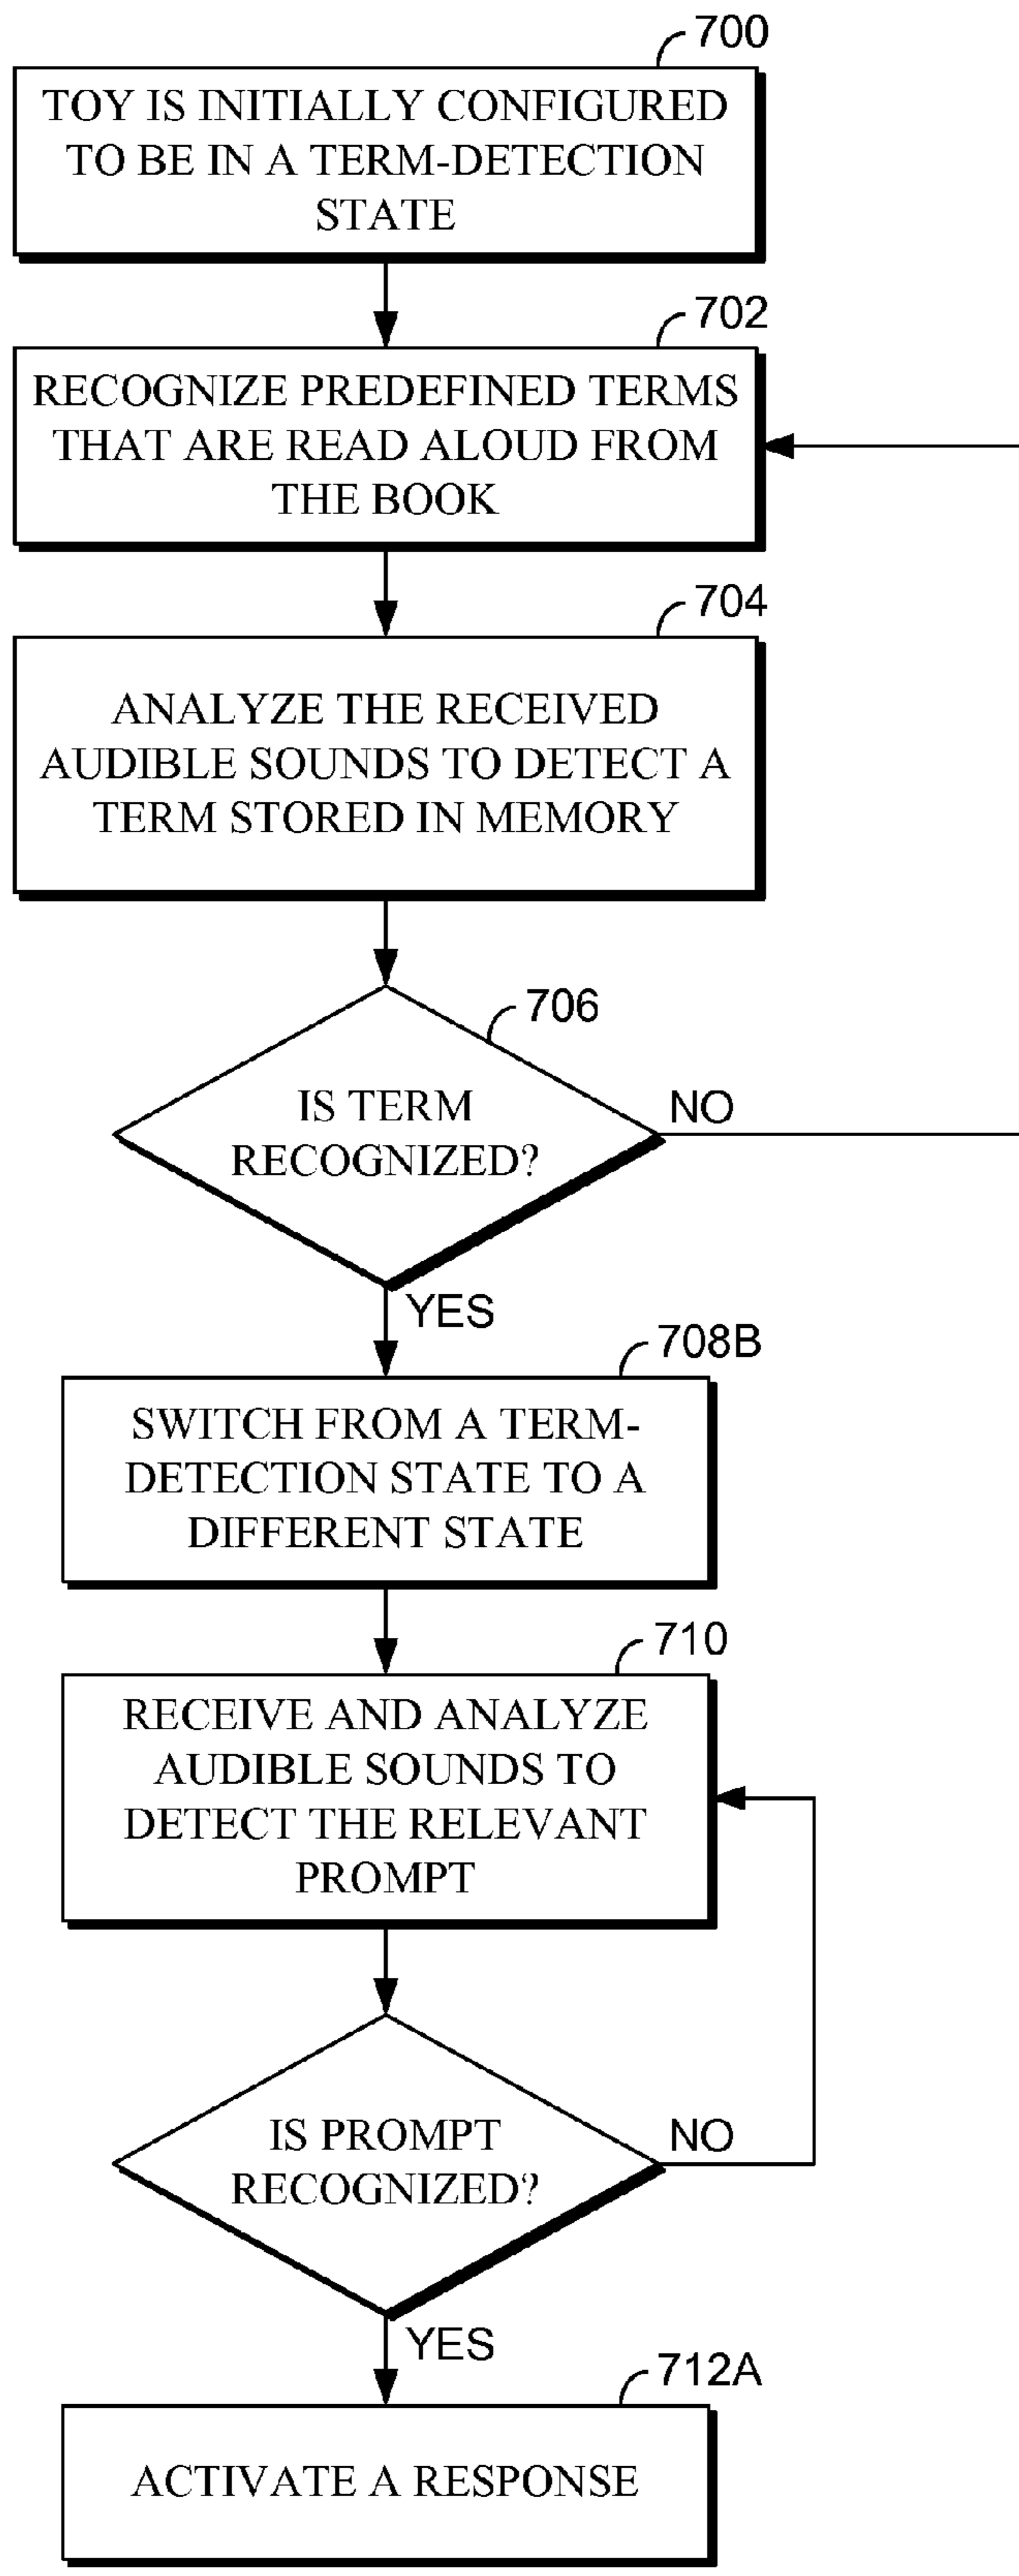 700
TOY IS INITIALLY CONFIGURED
TO BE IN A TERM-DETECTION
STATE
702
RECOGNIZE PREDEFINED TERMS
THAT ARE READ ALOUD FROM
THE BOOK
704
ANALYZE THE RECEIVED
AUDIBLE SOUNDS TO DETECT A
TERM STORED IN MEMORY
706
IS TERM
RECOGNIZED?
NO
YES
708B
SWITCH FROM A TERM-
DETECTION STATE TO A
DIFFERENT STATE
710
RECEIVE AND ANALYZE
AUDIBLE SOUNDS TO
DETECT THE RELEVANT
PROMPT
IS PROMPT
RECOGNIZED?
NO
YES
712A
ACTIVATE A RESPONSE